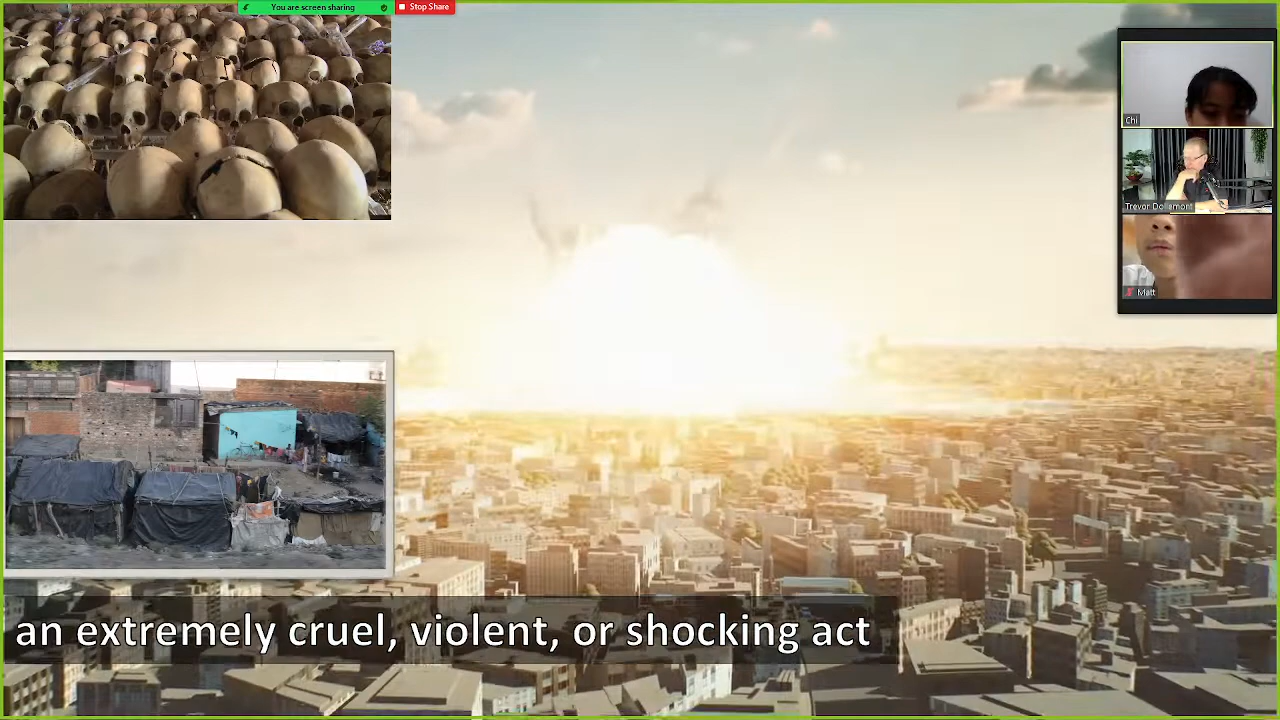 You are screen sharing
Stop Share
Chi
Trevor Dollamont
Matt
an extremely cruel, violent, or shocking act